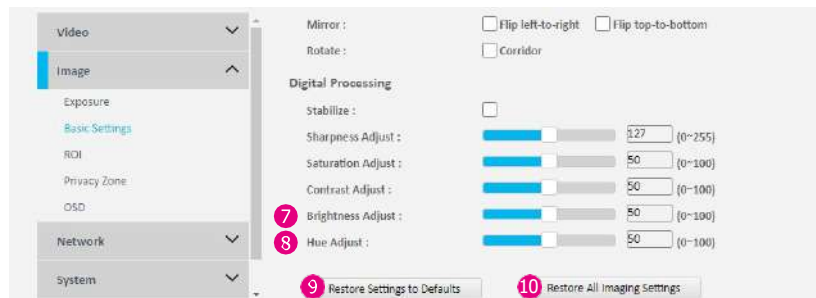 Video
Image
Exposure
Basic Settings
ROI
Privacy Zone
OSD
Network
System
Mirror : Flip left-to-right Flip top-to-bottom
Rotate : Corridor
Digital Processing
Stabilize :
Sharpness Adjust : 127 (0~255)
Saturation Adjust : 50 (0~100)
Contrast Adjust : 50 (0~100)
7 Brightness Adjust : 50 (0~100)
8 Hue Adjust : 50 (0~100)
9 Restore Settings to Defaults 10 Restore All Imaging Settings